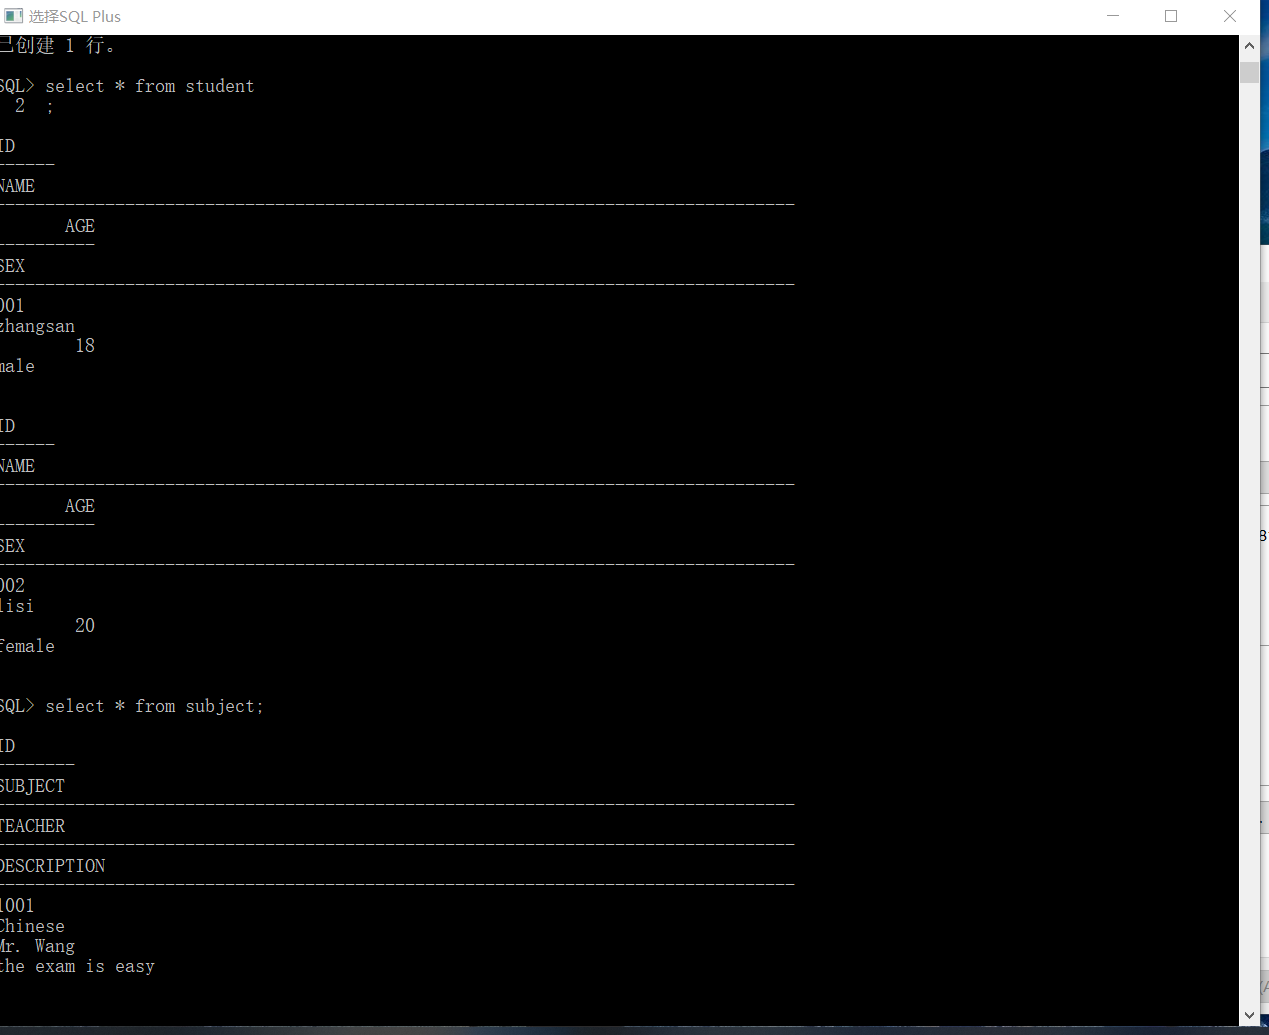 选择SQL Plus
已创建 1 行。
SQL> select * from student
2 ;
ID
------
NAME
--------------------------------------------------------------------------------
AGE
----------
SEX
--------------------------------------------------------------------------------
001
zhangsan
18
male
ID
------
NAME
--------------------------------------------------------------------------------
AGE
----------
SEX
--------------------------------------------------------------------------------
002
lisi
20
female
SQL> select * from subject;
ID
--------
SUBJECT
--------------------------------------------------------------------------------
TEACHER
--------------------------------------------------------------------------------
DESCRIPTION
--------------------------------------------------------------------------------
1001
Chinese
Mr. Wang
the exam is easy